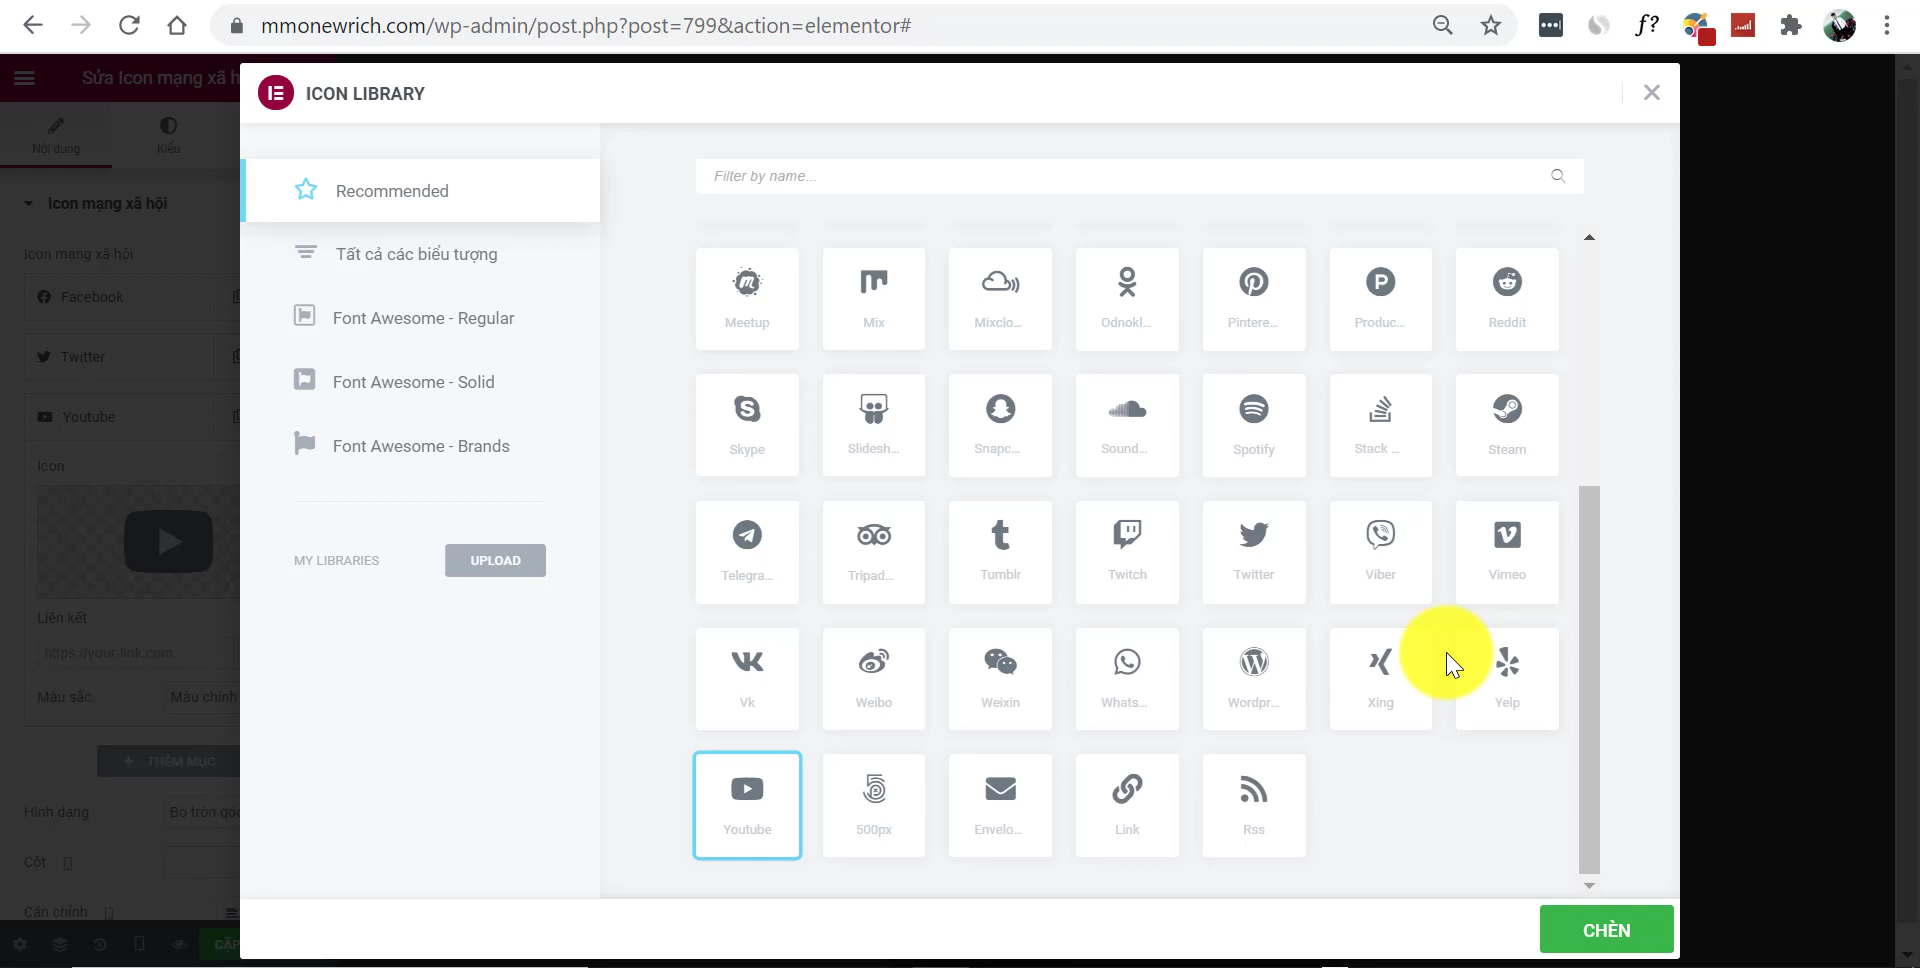 mmonewrich.com/wp-admin/post.php?post=799&action=elementor#
f?
Sửa Icon mạng xã h
ICON LIBRARY
Nội dung
Kiểu
Recommended
Filter by name...
Icon mạng xã hội
Tất cả các biểu tượng
Icon mạng xã hội
Facebook
Meetup
Mix
Mixclo...
Odnokl...
Pintere...
Produc...
Reddit
Font Awesome - Regular
Twitter
Font Awesome - Solid
Youtube
Skype
Slidesh...
Snapc...
Sound...
Spotify
Stack ...
Steam
Font Awesome - Brands
Icon
MY LIBRARIES
UPLOAD
Telegra...
Tripad...
Tumblr
Twitch
Twitter
Viber
Vimeo
Liên kết
https://your-link.com
Màu sắc
Màu chính
Vk
Weibo
Weixin
Whats...
Wordpr...
Xing
Yelp
+ THÊM MỤC
Hình dạng
Bo tròn góc
Youtube
500px
Envelo...
Link
Rss
Cột
Căn chỉnh
CẬP
CHÈN